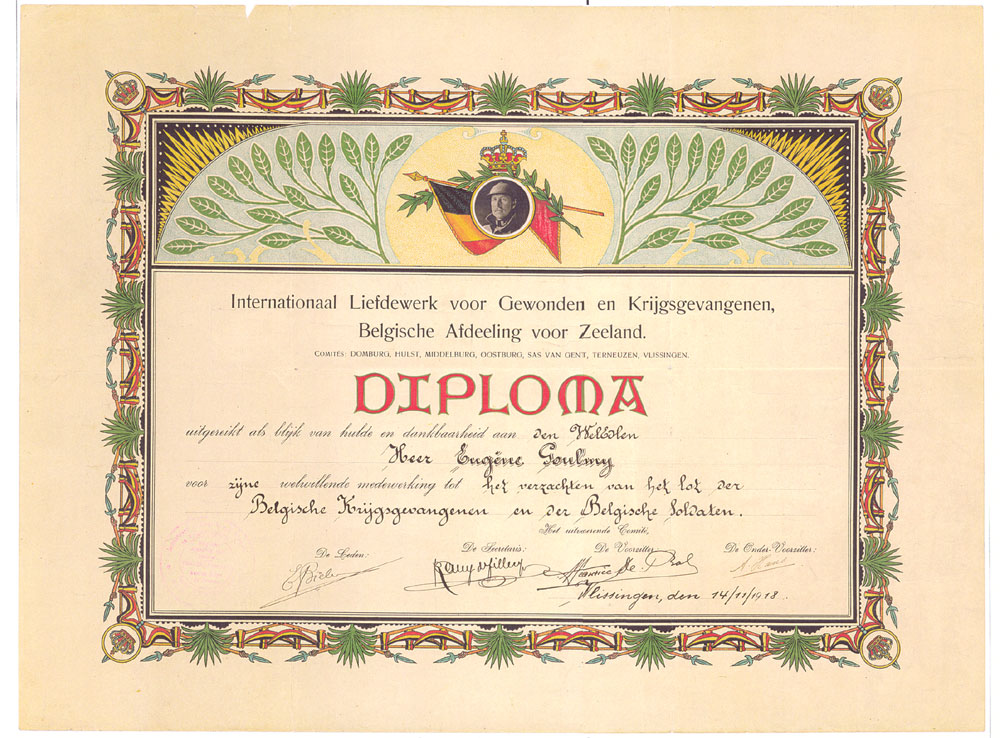 Internationaal Liefdewerk voor Gewonden en Krijgsgevangenen,
Belgische Afdeeling voor Zeeland.
COMITÉS: DOMBURG, HULST, MIDDELBURG, OOSTBURG, SAS VAN GENT, TERNEUZEN, VLISSINGEN.
DIPLOMA
uitgereikt als blijk van hulde en dankbaarheid aan den WelEdlen
Heer Eugène Goulmy
voor zijne welwillende medewerking tot het verzachten van het lot der
Belgische Krijgsgevangenen en der Belgische Soldaten.
Het uitvoerende Comité,
De Leden: De Secretaris: De Voorzitter De Onder-Voorzitter:
Maurice De
Vlissingen, den 14/11/1918.